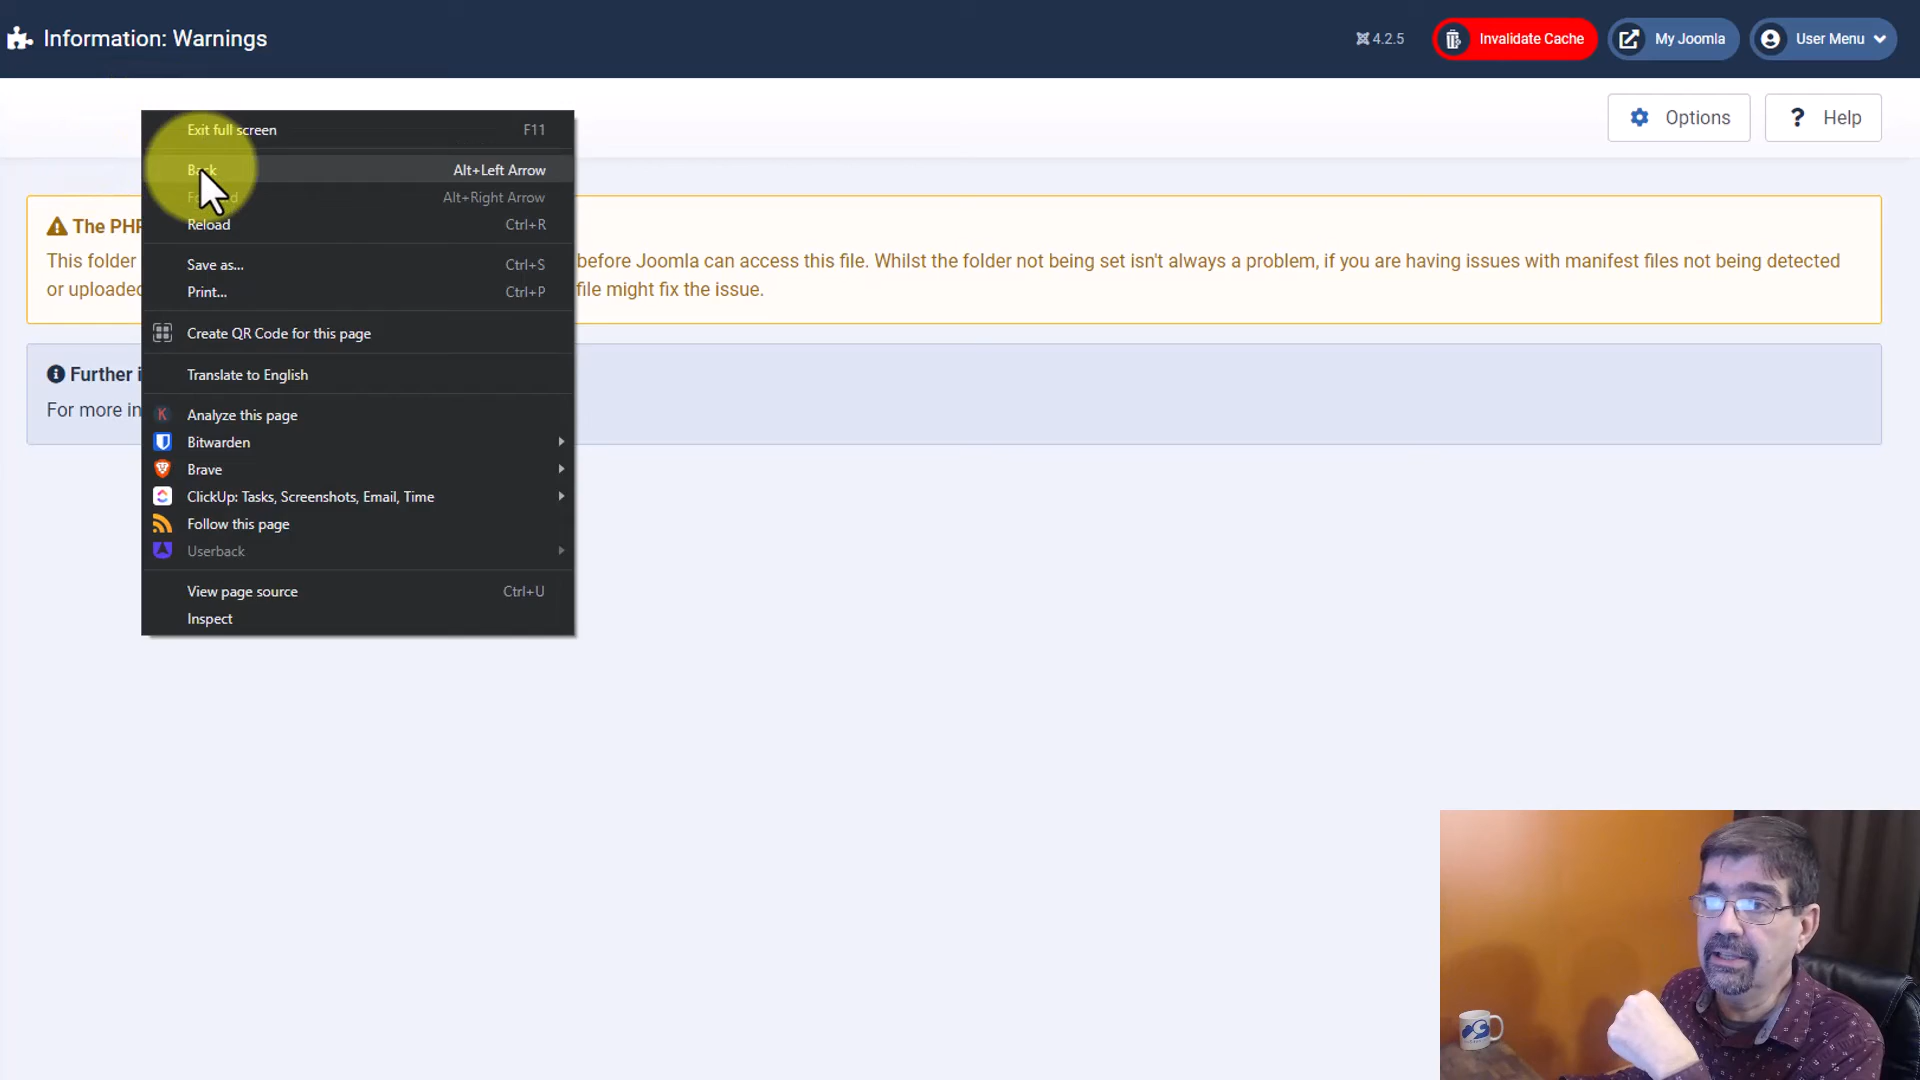 Information: Warnings
4.2.5
Invalidate Cache
My Joomla
User Menu
Options
? Help
Exit full screen F11
Back Alt+Left Arrow
Alt+Right Arrow
Reload Ctrl+R
Save as... Ctrl+S
Print... Ctrl+P
Create QR Code for this page
Translate to English
Analyze this page
Bitwarden
Brave
ClickUp: Tasks, Screenshots, Email, Time
Follow this page
Userback
View page source Ctrl+U
Inspect
The PHP
This folder before Joomla can access this file. Whilst the folder not being set isn't always a problem, if you are having issues with manifest files not being detected
or uploaded file might fix the issue.
Further
For more